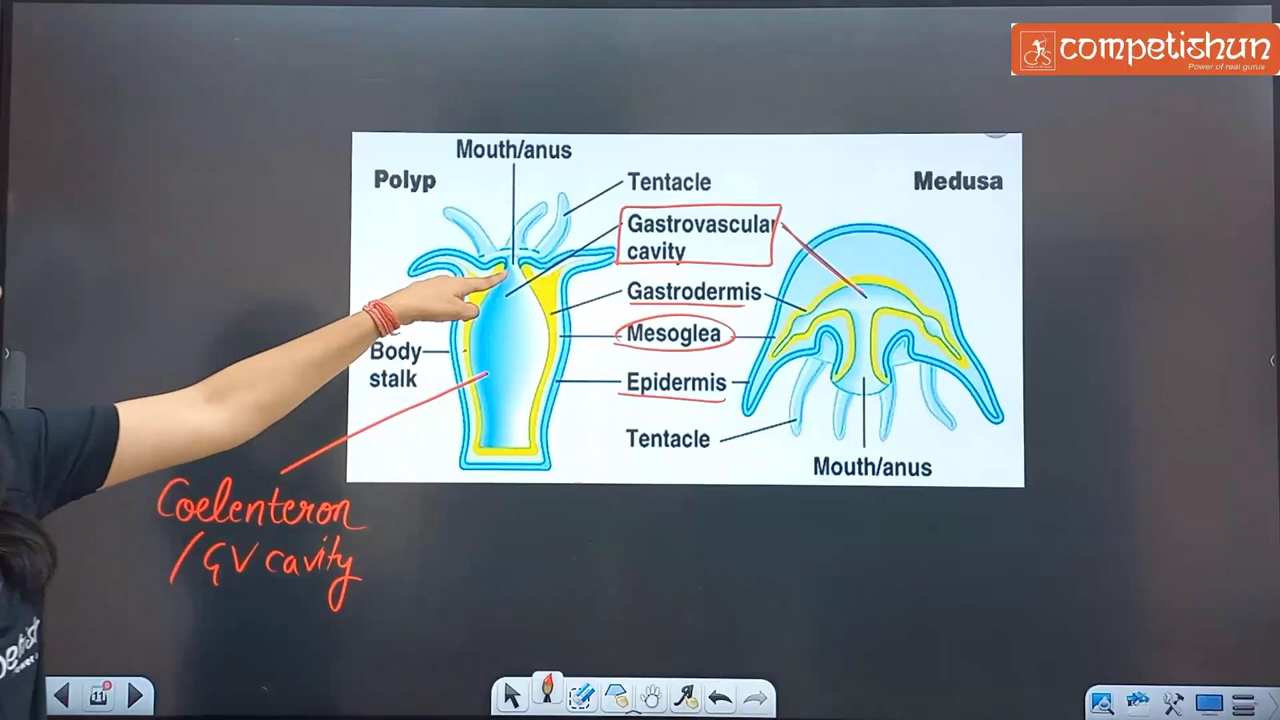 competishun
Power of real gurus
Mouth/anus
Polyp
Tentacle
Medusa
Gastrovascular
cavity
Gastrodermis
Mesoglea
Body
stalk
Epidermis
Tentacle
Mouth/anus
Coelenteron
/GV cavity
11